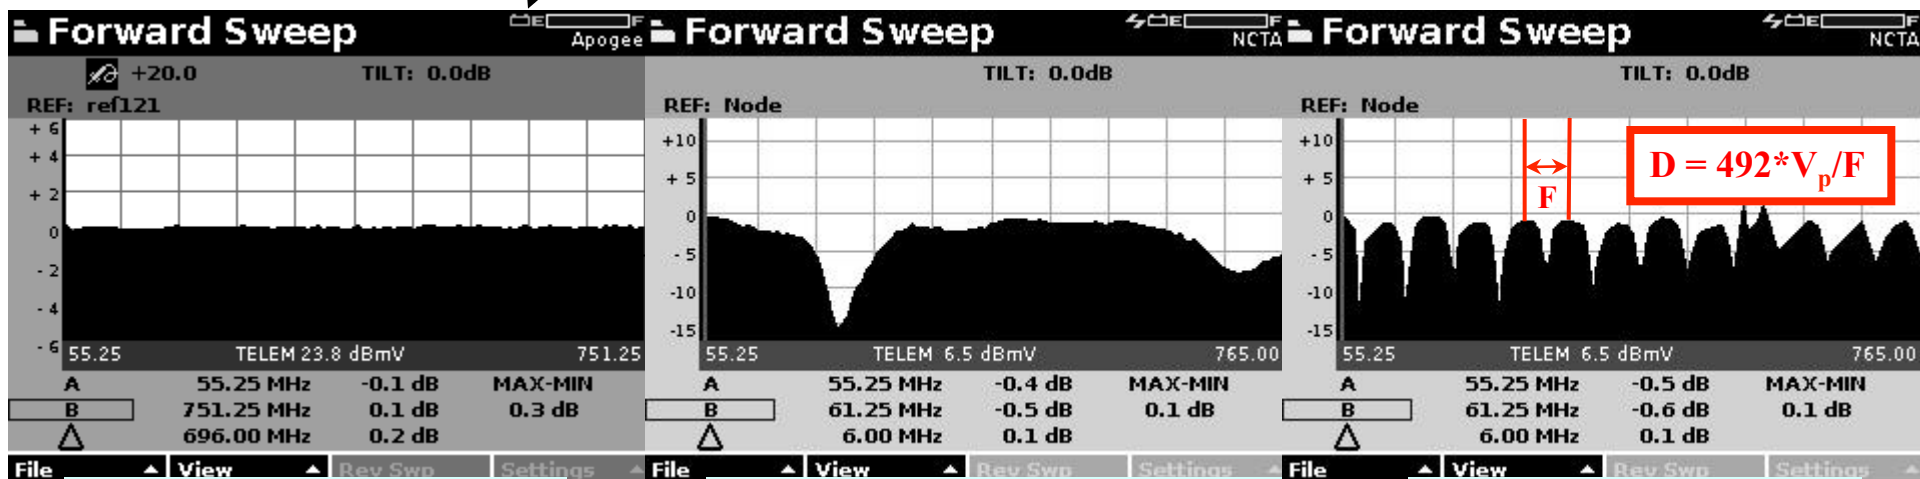 Forward Sweep
E F
Apogee
+20.0 TILT: 0.0dB
REF: ref121
+ 6
+ 4
+ 2
0
- 2
- 4
- 6
55.25 TELEM 23.8 dBmV 751.25
A 55.25 MHz -0.1 dB MAX-MIN
B 751.25 MHz 0.1 dB 0.3 dB
△ 696.00 MHz 0.2 dB
File View Rev Swp Settings
Forward Sweep
E F
NCTA
TILT: 0.0dB
REF: Node
+10
+ 5
0
- 5
-10
-15
55.25 TELEM 6.5 dBmV 765.00
A 55.25 MHz -0.4 dB MAX-MIN
B 61.25 MHz -0.5 dB 0.1 dB
△ 6.00 MHz 0.1 dB
File View Rev Swp Settings
Forward Sweep
E F
NCTA
TILT: 0.0dB
REF: Node
+10
+ 5
0
- 5
-10
-15
F
D = 492*Vp/F
55.25 TELEM 6.5 dBmV 765.00
A 55.25 MHz -0.5 dB MAX-MIN
B 61.25 MHz -0.6 dB 0.1 dB
△ 6.00 MHz 0.1 dB
File View Rev Swp Settings